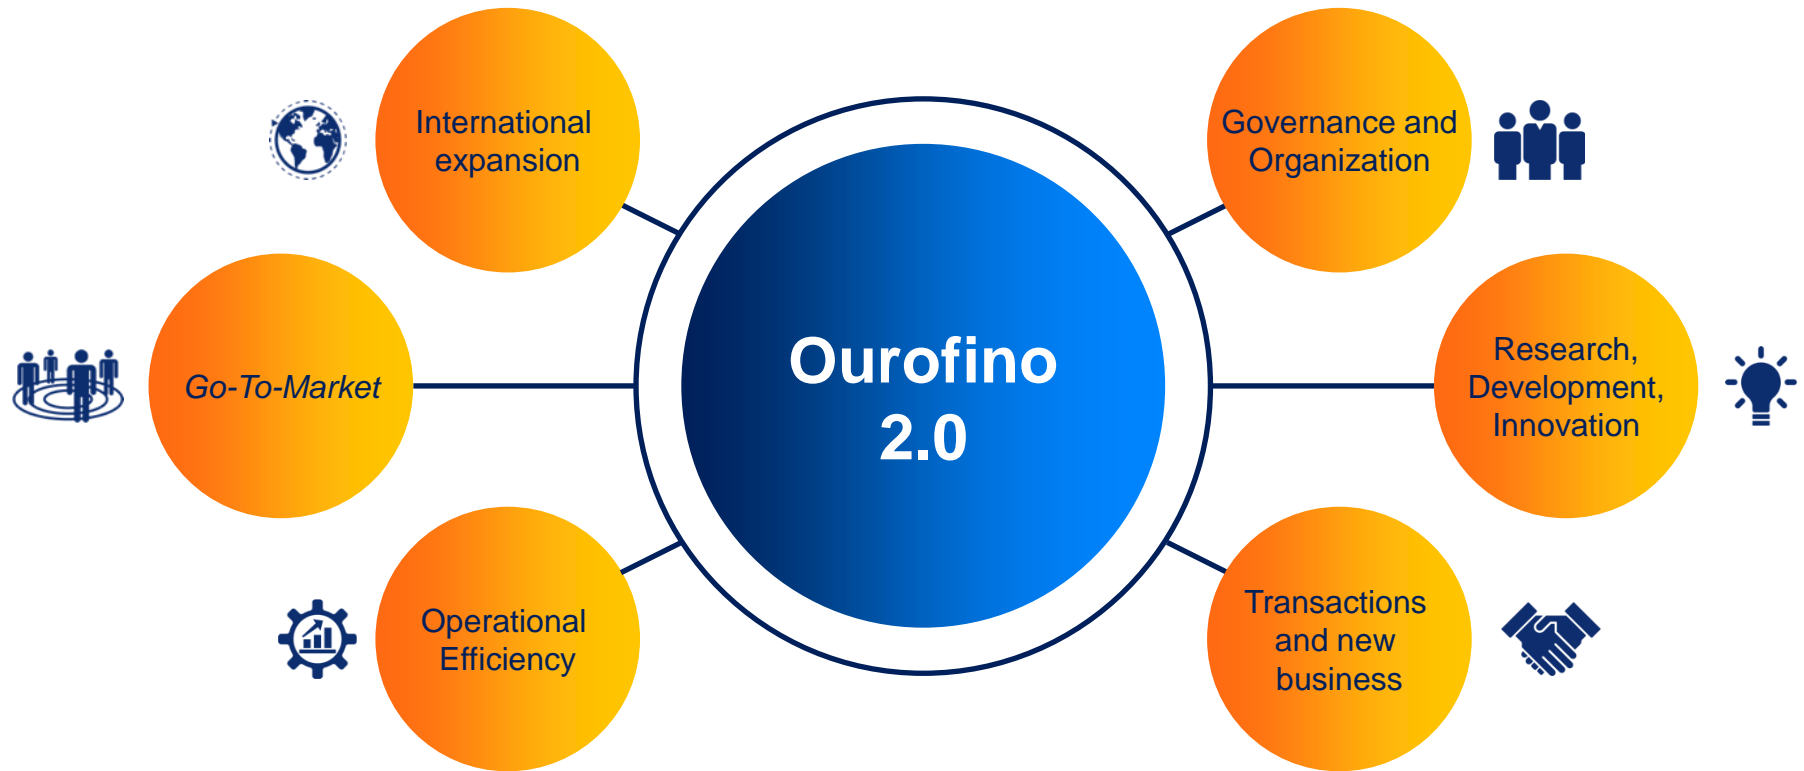 International
expansion
Governance and
Organization
Go-To-Market
Ourofino
2.0
Research,
Development,
Innovation
Operational
Efficiency
Transactions
and new
business